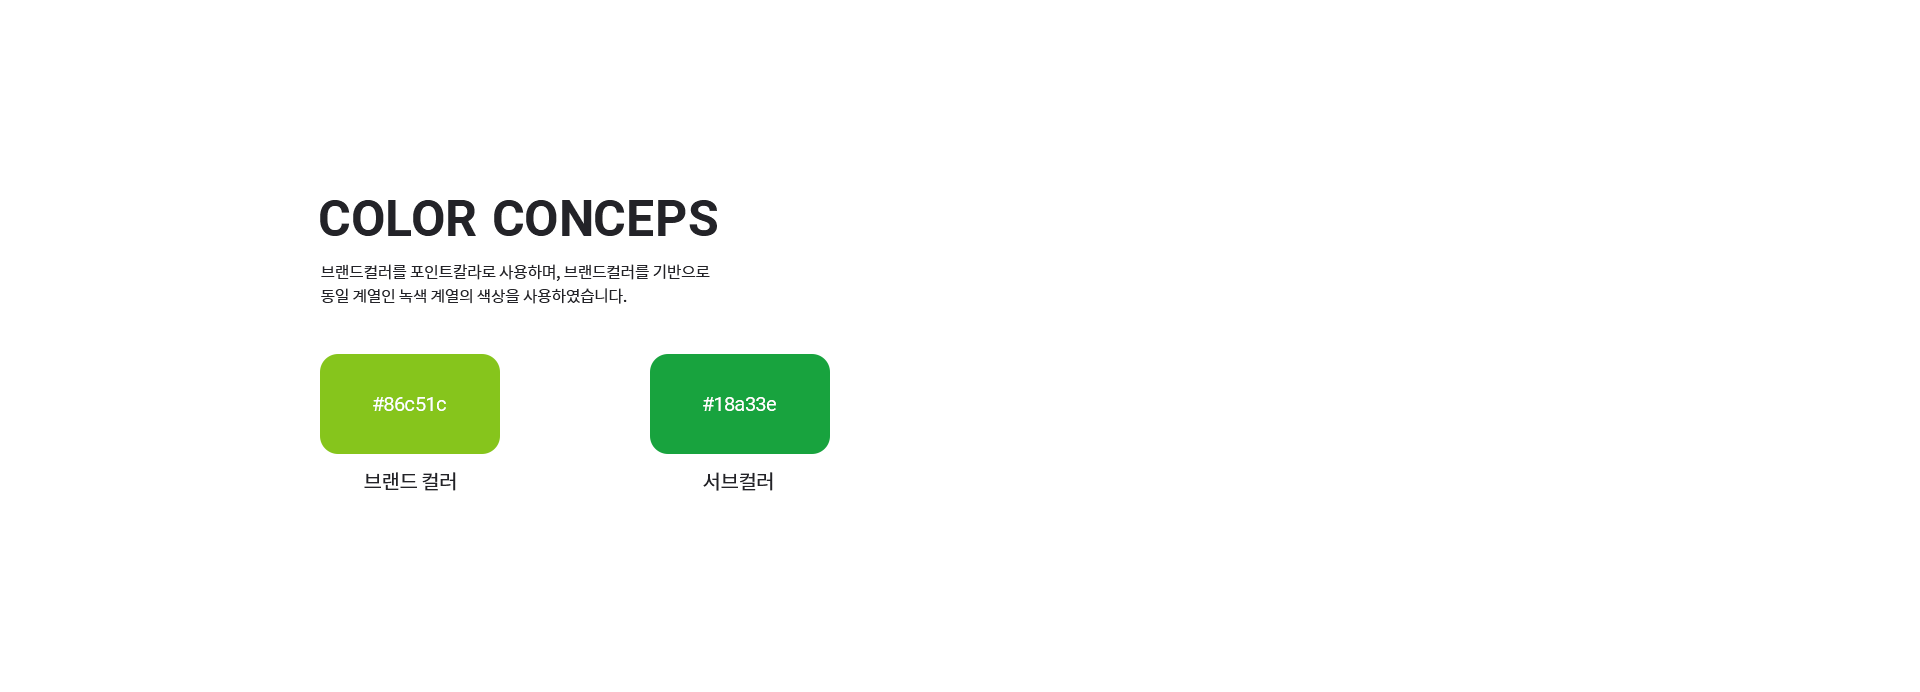 COLOR CONCEPS
브랜드컬러를 포인트칼라로 사용하며, 브랜드컬러를 기반으로
동일 계열인 녹색 계열의 색상을 사용하였습니다.
#86c51c
#18a33e
브랜드 컬러
서브컬러